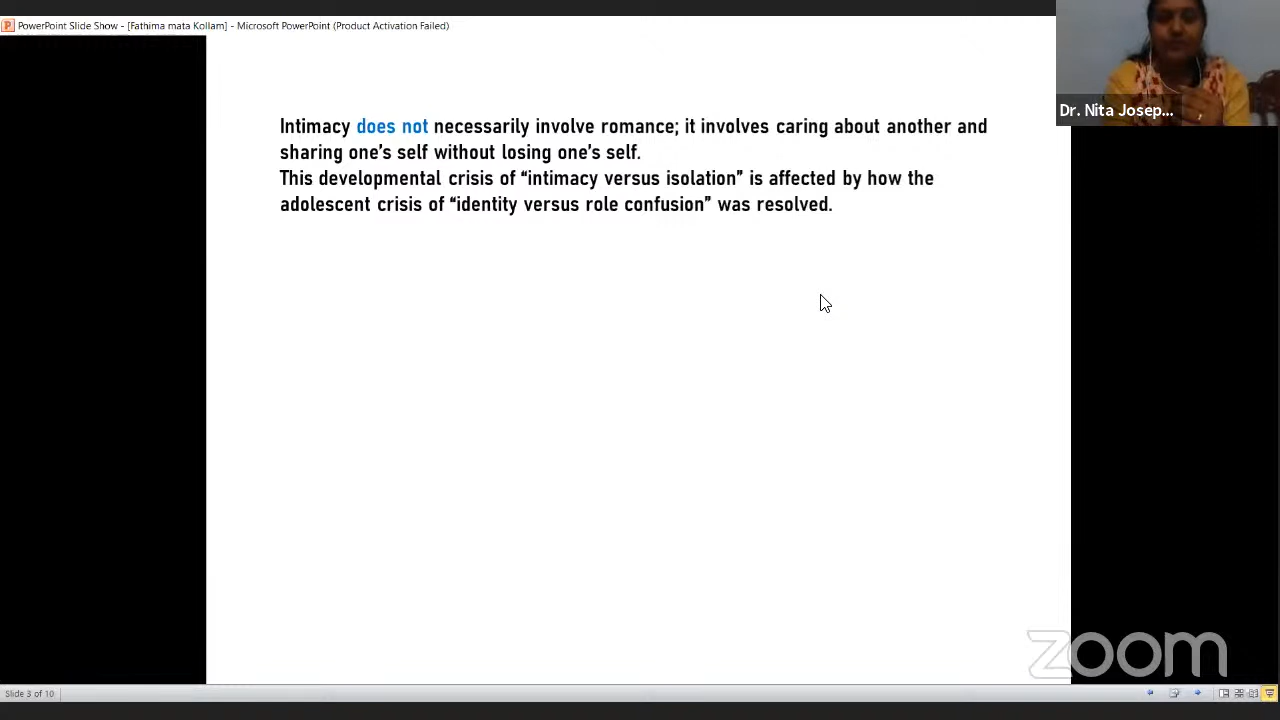 PowerPoint Slide Show - [Fathima mata Kollam] - Microsoft PowerPoint (Product Activation Failed)
Dr. Nita Josep...
Intimacy does not necessarily involve romance; it involves caring about another and
sharing one's self without losing one's self.
This developmental crisis of “intimacy versus isolation” is affected by how the
adolescent crisis of “identity versus role confusion” was resolved.
zoom
Slide 3 of 10